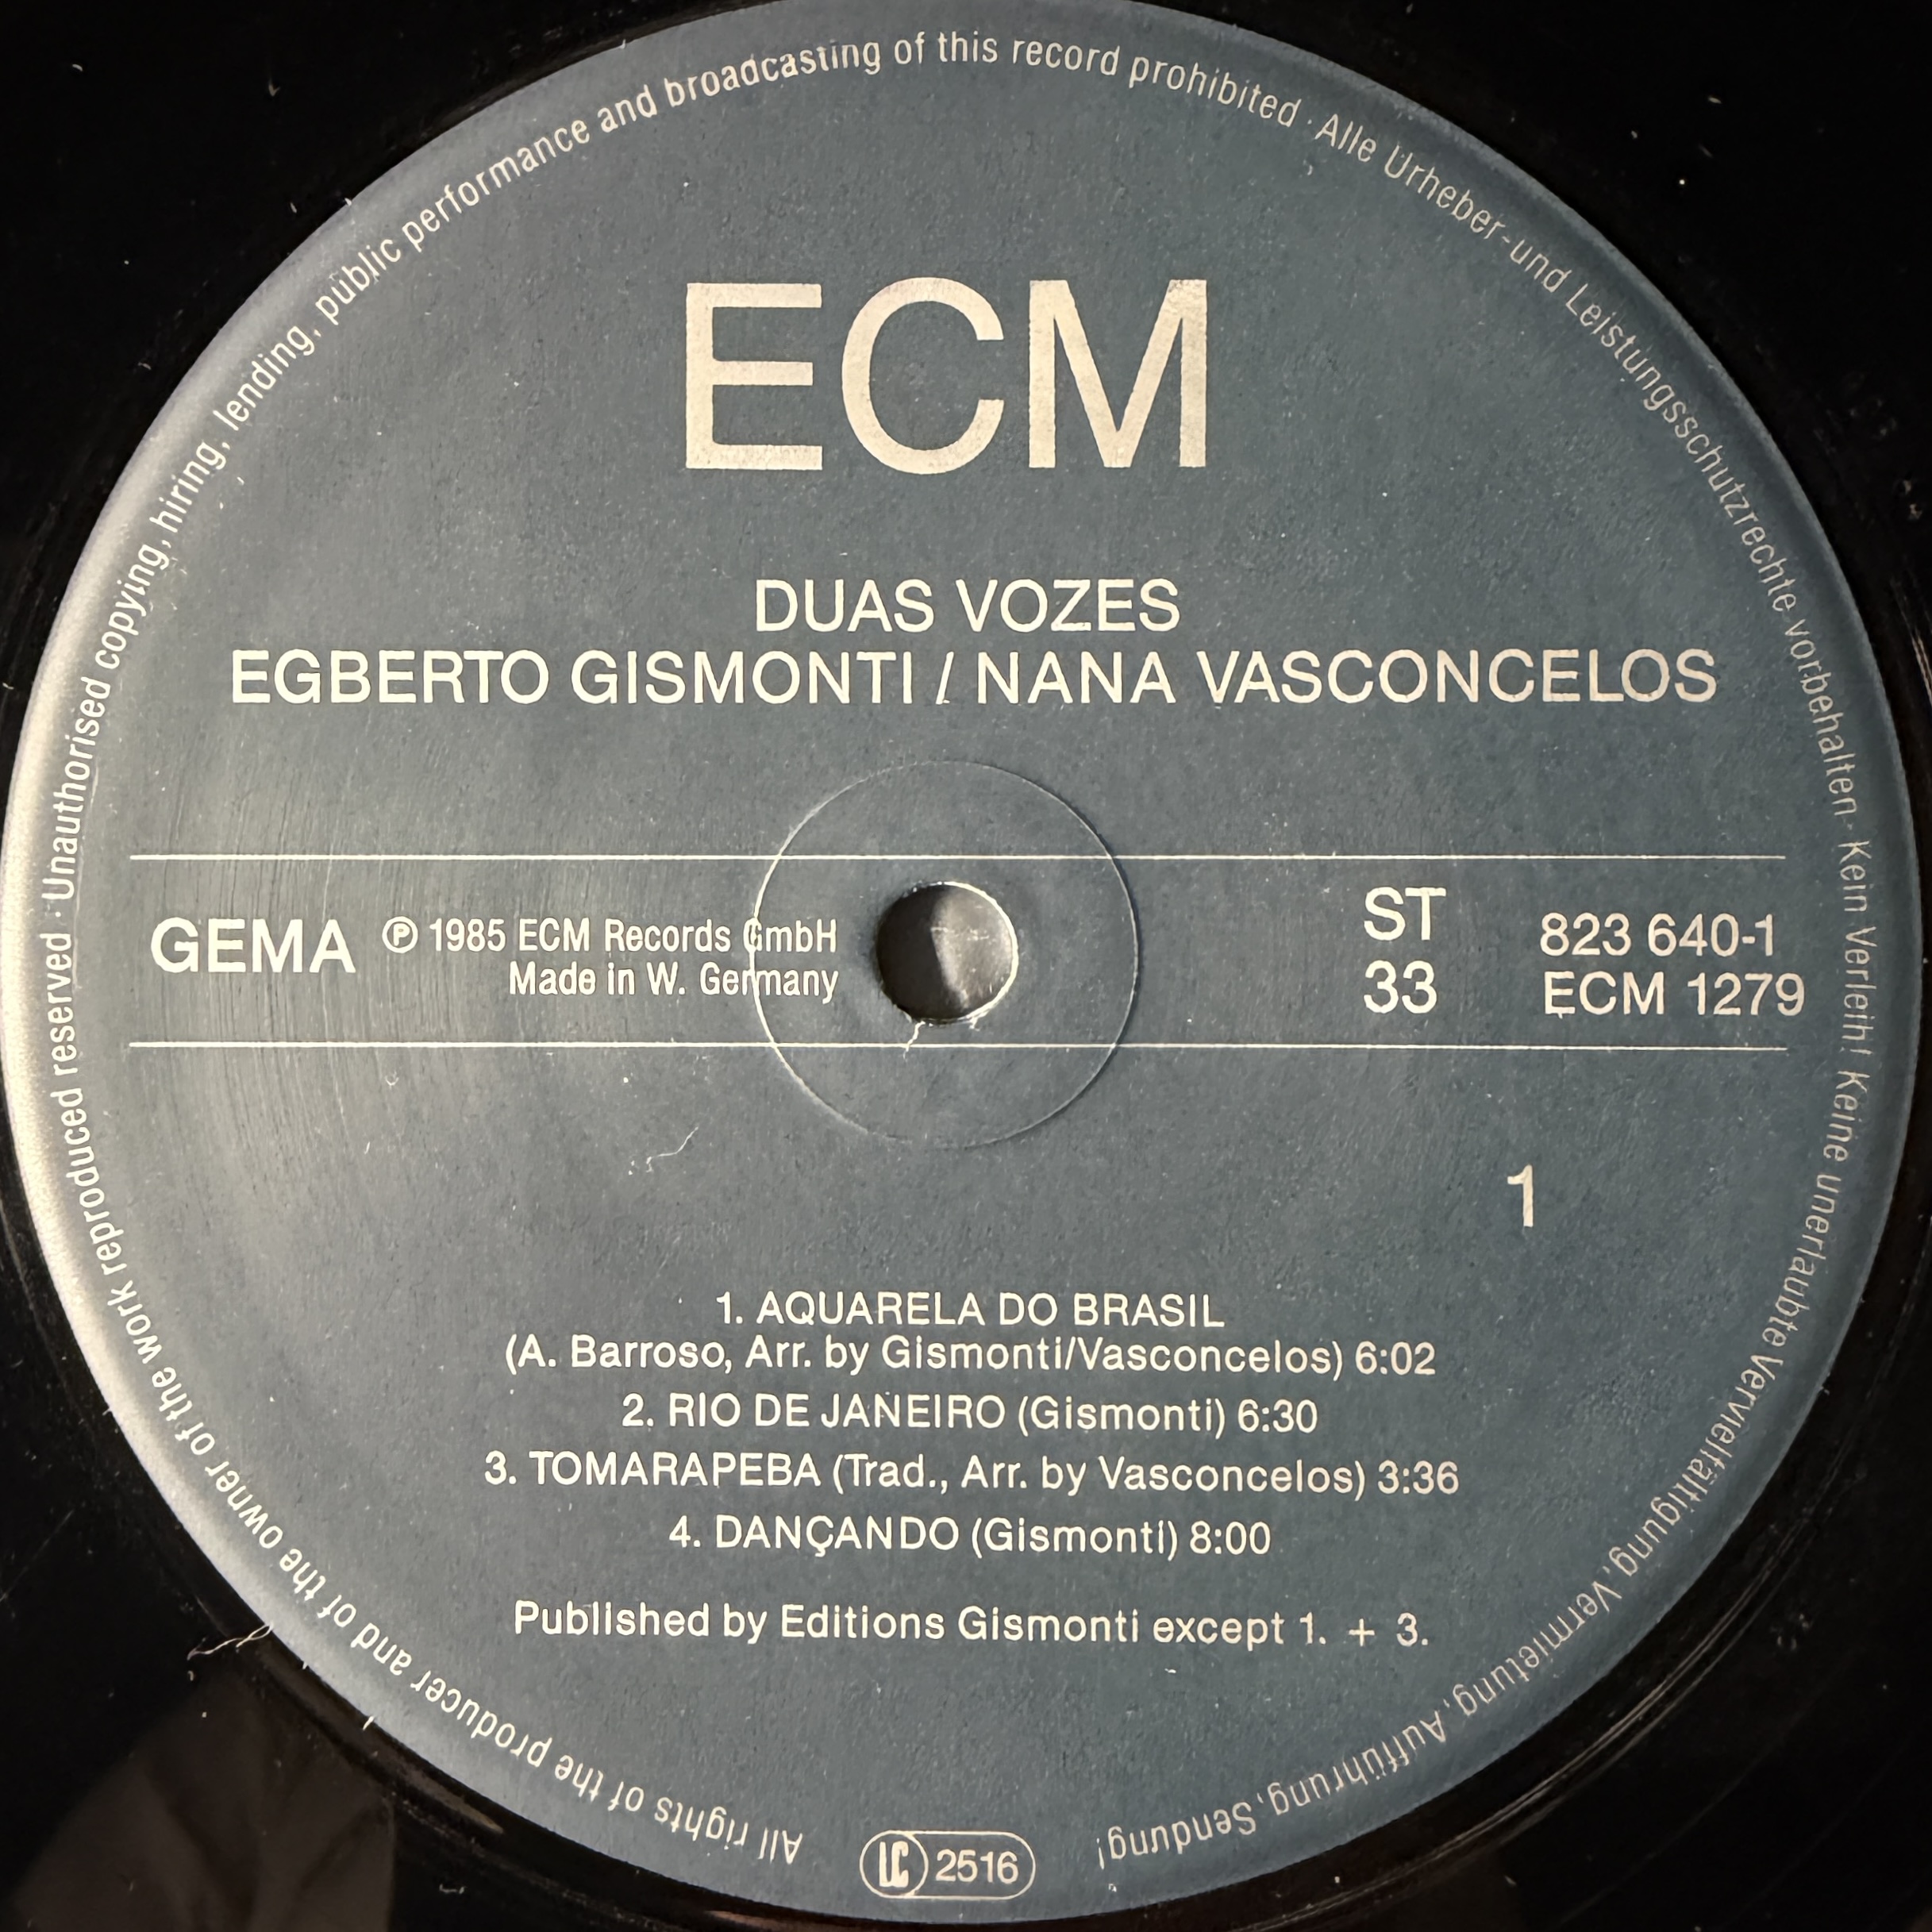 All rights of the producer and of the owner of the work reproduced reserved · Unauthorised copying, hiring, lending, public performance and broadcasting of this record prohibited · Alle Urheber- und Leistungsschutzrechte vorbehalten · Kein Verleih! Keine unerlaubte Vervielfältigung, Vermietung, Aufführung, Sendung!
ECM
DUAS VOZES
EGBERTO GISMONTI / NANA VASCONCELOS
GEMA
℗ 1985 ECM Records GmbH
Made in W. Germany
ST
33
823 640-1
ECM 1279
1
1. AQUARELA DO BRASIL
(A. Barroso, Arr. by Gismonti/Vasconcelos) 6:02
2. RIO DE JANEIRO (Gismonti) 6:30
3. TOMARAPEBA (Trad., Arr. by Vasconcelos) 3:36
4. DANÇANDO (Gismonti) 8:00
Published by Editions Gismonti except 1. + 3.
LC 2516